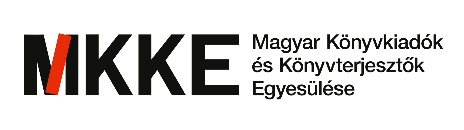 MKKE
Magyar Könyvkiadók
és Könyvterjesztők
Egyesülése